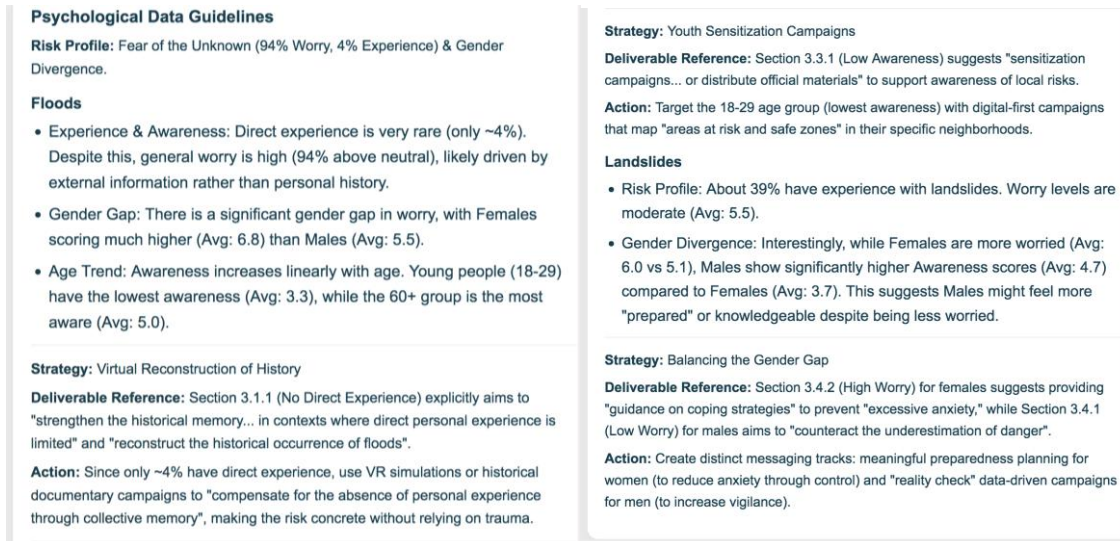 Psychological Data Guidelines
Risk Profile: Fear of the Unknown (94% Worry, 4% Experience) & Gender
Divergence.
Floods
• Experience & Awareness: Direct experience is very rare (only ~4%).
Despite this, general worry is high (94% above neutral), likely driven by
external information rather than personal history.
• Gender Gap: There is a significant gender gap in worry, with Females
scoring much higher (Avg: 6.8) than Males (Avg: 5.5).
• Age Trend: Awareness increases linearly with age. Young people (18-29)
have the lowest awareness (Avg: 3.3), while the 60+ group is the most
aware (Avg: 5.0).
Strategy: Virtual Reconstruction of History
Deliverable Reference: Section 3.1.1 (No Direct Experience) explicitly aims to
"strengthen the historical memory... in contexts where direct personal experience is
limited" and "reconstruct the historical occurrence of floods".
Action: Since only ~4% have direct experience, use VR simulations or historical
documentary campaigns to "compensate for the absence of personal experience
through collective memory", making the risk concrete without relying on trauma.
Strategy: Youth Sensitization Campaigns
Deliverable Reference: Section 3.3.1 (Low Awareness) suggests "sensitization
campaigns... or distribute official materials" to support awareness of local risks.
Action: Target the 18-29 age group (lowest awareness) with digital-first campaigns
that map "areas at risk and safe zones" in their specific neighborhoods.
Landslides
• Risk Profile: About 39% have experience with landslides. Worry levels are
moderate (Avg: 5.5).
• Gender Divergence: Interestingly, while Females are more worried (Avg:
6.0 vs 5.1), Males show significantly higher Awareness scores (Avg: 4.7)
compared to Females (Avg: 3.7). This suggests Males might feel more
"prepared" or knowledgeable despite being less worried.
Strategy: Balancing the Gender Gap
Deliverable Reference: Section 3.4.2 (High Worry) for females suggests providing
"guidance on coping strategies" to prevent "excessive anxiety," while Section 3.4.1
(Low Worry) for males aims to "counteract the underestimation of danger".
Action: Create distinct messaging tracks: meaningful preparedness planning for
women (to reduce anxiety through control) and "reality check" data-driven campaigns
for men (to increase vigilance).